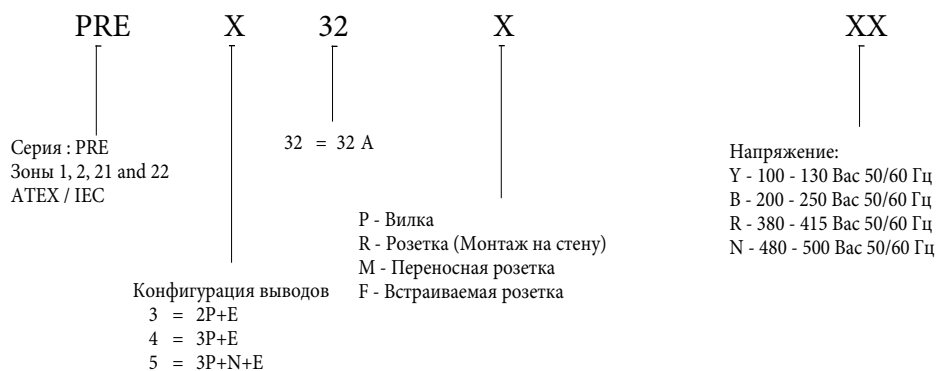 PRE X 32 X XX
Серия : PRE
Зоны 1, 2, 21 and 22
ATEX / IEC
Конфигурация выводов
3 = 2P+E
4 = 3P+E
5 = 3P+N+E
32 = 32 A
P - Вилка
R - Розетка (Монтаж на стену)
M - Переносная розетка
F - Встраиваемая розетка
Напряжение:
Y - 100 - 130 Вас 50/60 Гц
B - 200 - 250 Вас 50/60 Гц
R - 380 - 415 Вас 50/60 Гц
N - 480 - 500 Вас 50/60 Гц